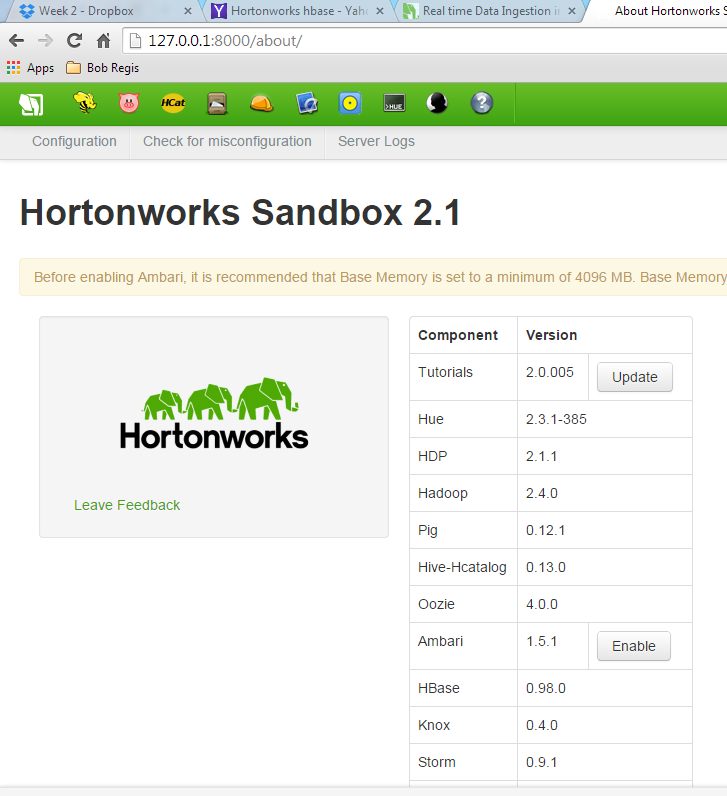 Week 2 - Dropbox
Hortonworks hbase - Yah
Real time Data Ingestion i
About Hortonworks S
127.0.0.1:8000/about/
Apps
Bob Regis
HCat
HUE
Configuration
Check for misconfiguration
Server Logs
Hortonworks Sandbox 2.1
Before enabling Ambari, it is recommended that Base Memory is set to a minimum of 4096 MB. Base Memory
Hortonworks
Leave Feedback
Component Version
Tutorials 2.0.005 Update
Hue 2.3.1-385
HDP 2.1.1
Hadoop 2.4.0
Pig 0.12.1
Hive-Hcatalog 0.13.0
Oozie 4.0.0
Ambari 1.5.1 Enable
HBase 0.98.0
Knox 0.4.0
Storm 0.9.1